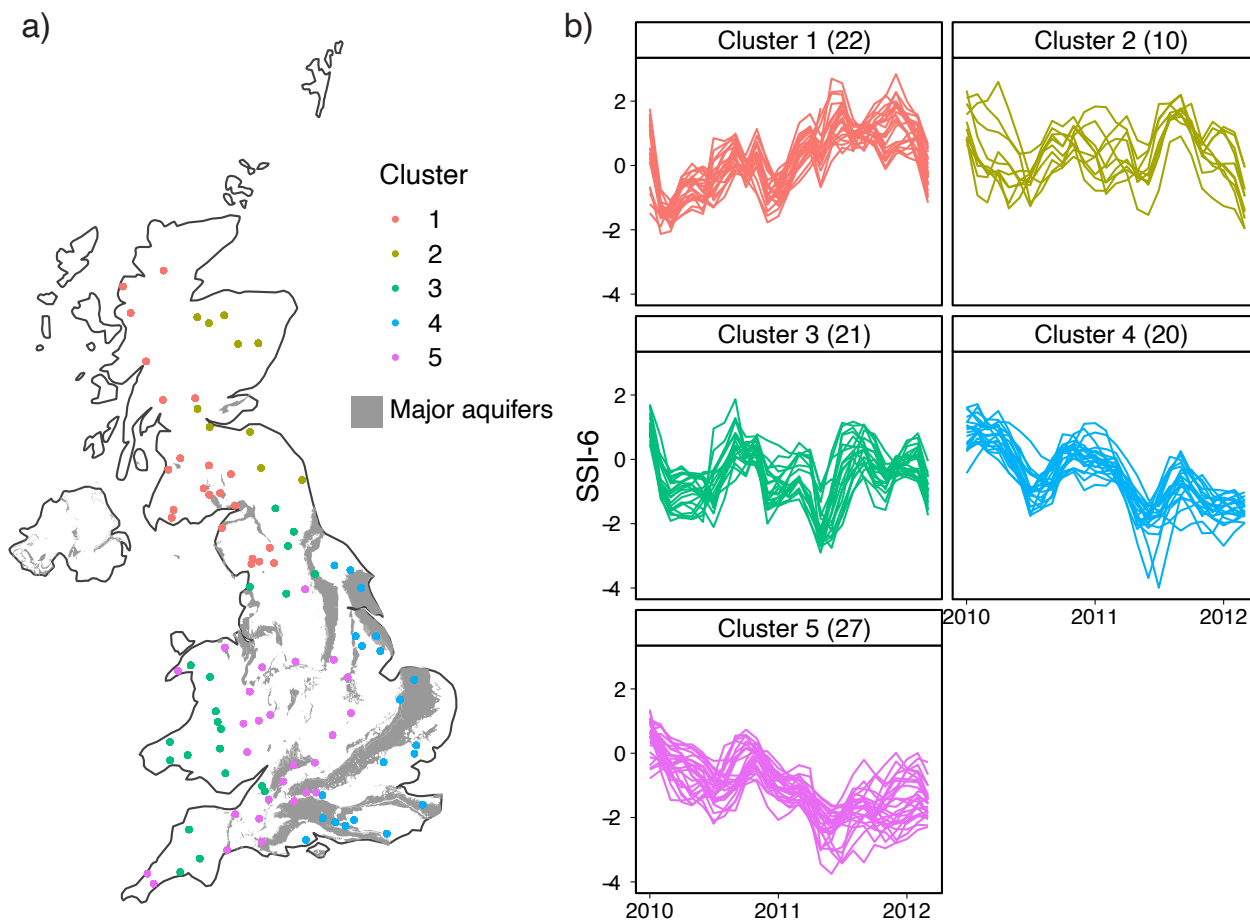 a)
Cluster
1
2
3
4
5
Major aquifers
b)
Cluster 1 (22)
Cluster 2 (10)
2
0
-2
-4
Cluster 3 (21)
Cluster 4 (20)
SSI-6
2
0
-2
-4
2010
2011
2012
Cluster 5 (27)
2
0
-2
-4
2010
2011
2012